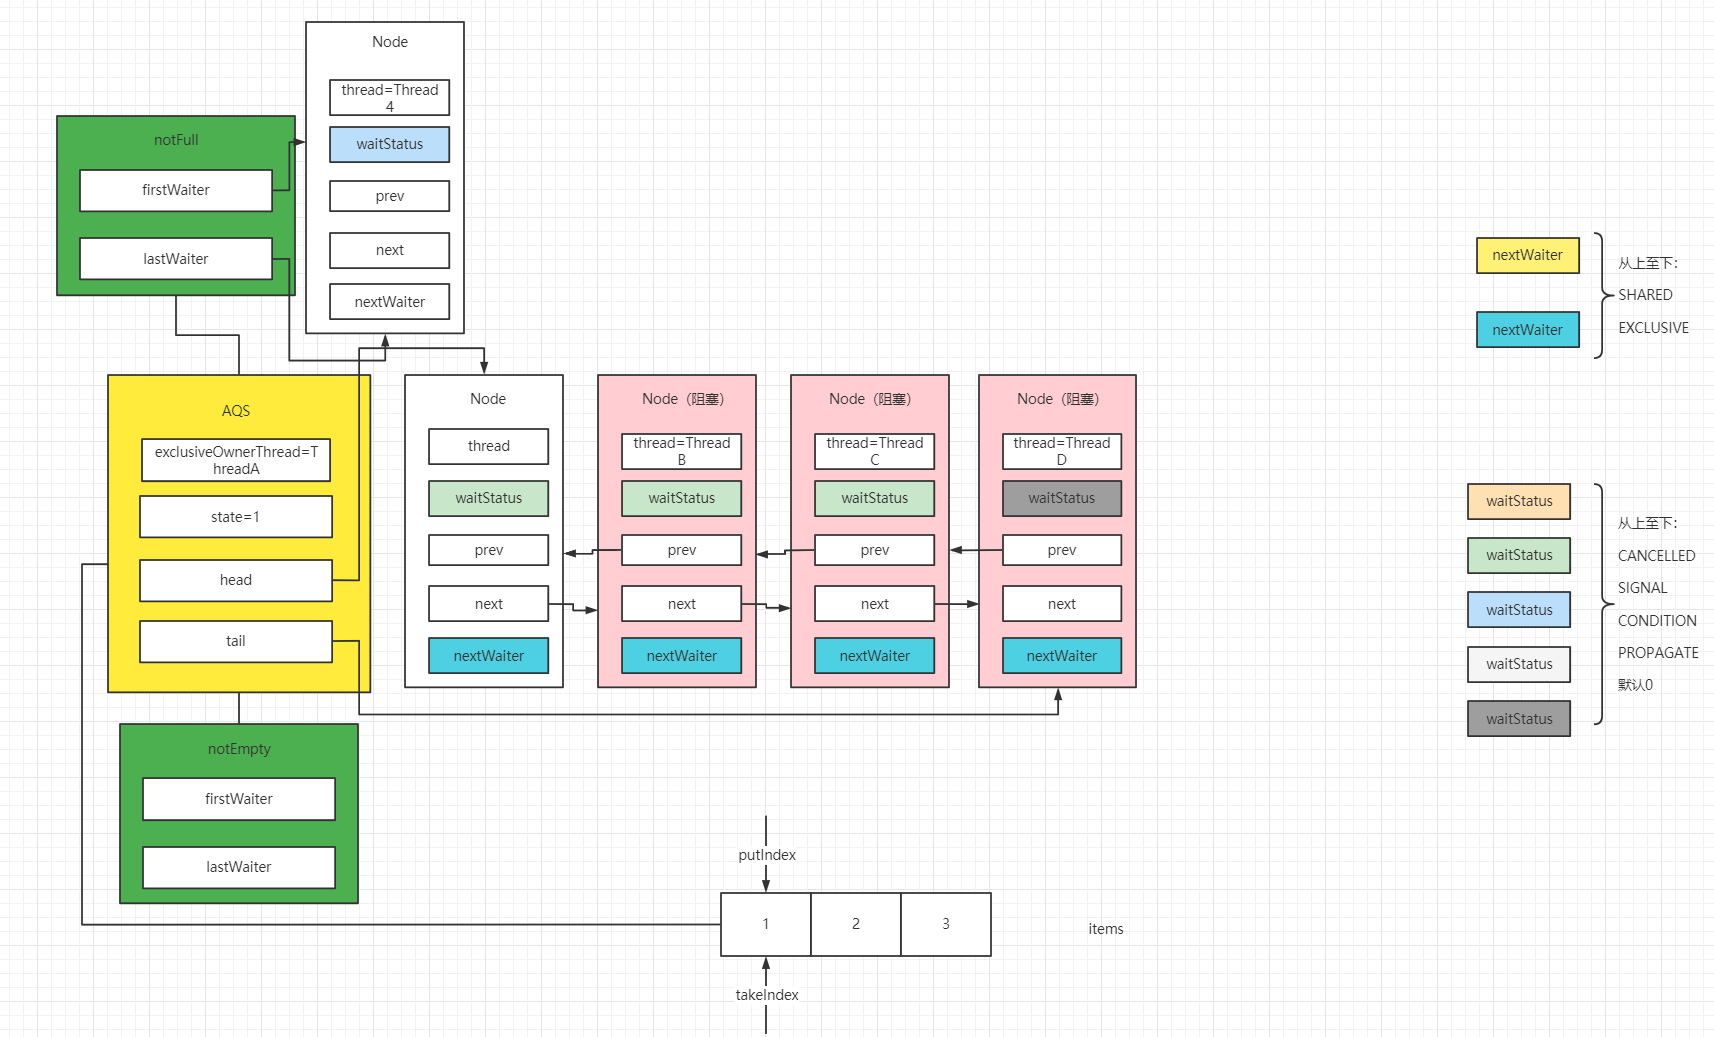 Node
thread=Thread
4
waitStatus
prev
next
nextWaiter
notFull
firstWaiter
lastWaiter
AQS
exclusiveOwnerThread=T
hreadA
state=1
head
tail
Node
thread
waitStatus
prev
next
nextWaiter
Node（阻塞）
thread=Thread
B
waitStatus
prev
next
nextWaiter
Node（阻塞）
thread=Thread
C
waitStatus
prev
next
nextWaiter
Node（阻塞）
thread=Thread
D
waitStatus
prev
next
nextWaiter
notEmpty
firstWaiter
lastWaiter
putIndex
1
2
3
items
takeIndex
nextWaiter
nextWaiter
从上至下：
SHARED
EXCLUSIVE
waitStatus
waitStatus
waitStatus
waitStatus
waitStatus
从上至下：
CANCELLED
SIGNAL
CONDITION
PROPAGATE
默认0